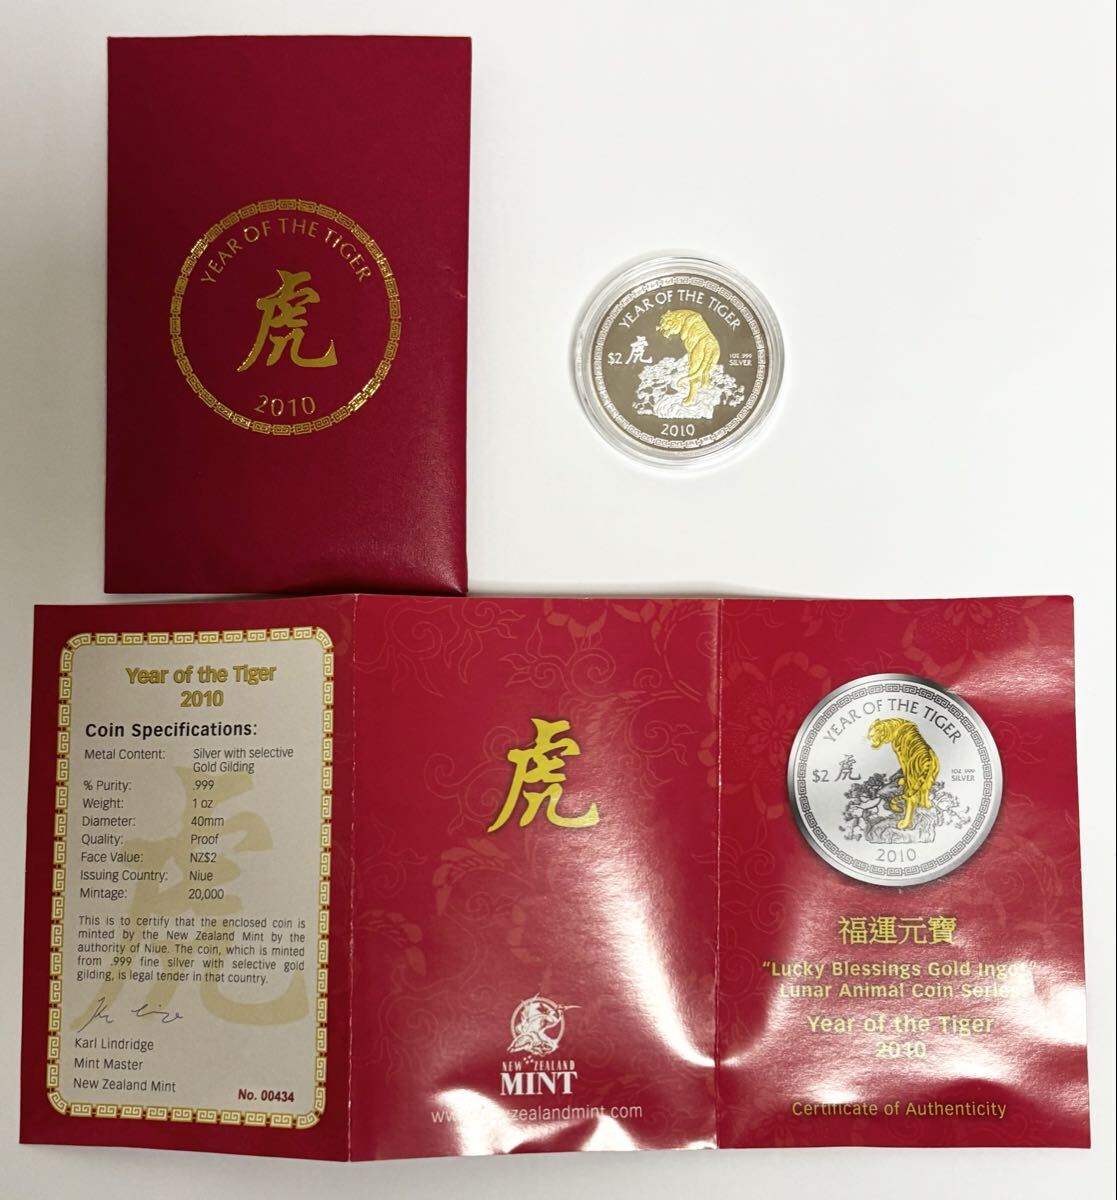 YEAR OF THE TIGER
虎
2010
YEAR OF THE TIGER
$2 虎
1OZ .999
SILVER
2010
Year of the Tiger
2010
Coin Specifications:
Metal Content: Silver with selective
Gold Gilding
% Purity: .999
Weight: 1 oz
Diameter: 40mm
Quality: Proof
Face Value: NZ$2
Issuing Country: Niue
Mintage: 20,000
This is to certify that the enclosed coin is
minted by the New Zealand Mint by the
authority of Niue. The coin, which is minted
from .999 fine silver with selective gold
gilding, is legal tender in that country.
Karl Lindridge
Mint Master
New Zealand Mint
No. 00434
虎
NEW ZEALAND
MINT
YEAR OF THE TIGER
$2 虎
1OZ .999
SILVER
2010
福運元寶
"Lucky Blessings Gold Ingot"
Lunar Animal Coin Series
Year of the Tiger
2010
Certificate of Authenticity